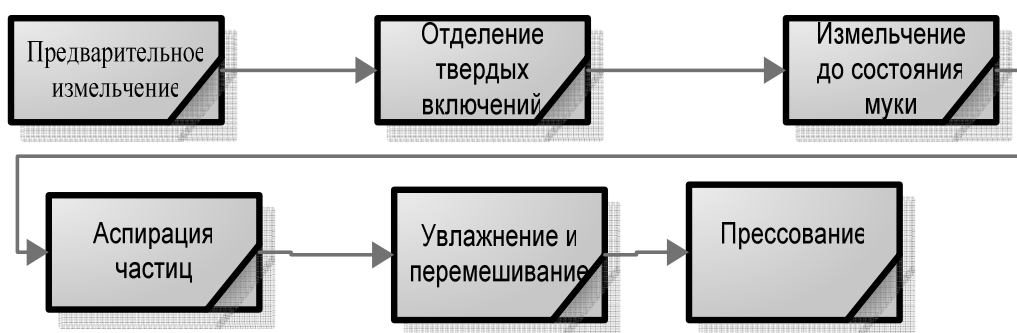 Предварительное
измельчение
Отделение
твердых
включений
Измельчение
до состояния
муки
Аспирация
частиц
Увлажнение и
перемешивание
Прессование